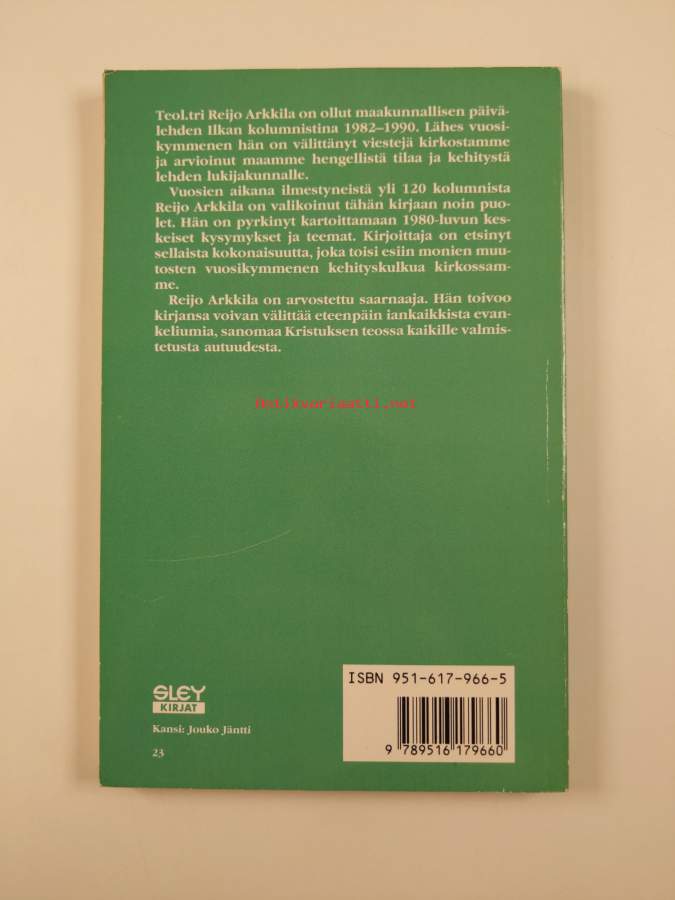 Teol.tri Reijo Arkkila on ollut maakunnallisen päivä-
lehden Ilkan kolumnistina 1982–1990. Lähes vuosi-
kymmenen hän on välittänyt viestejä kirkostamme
ja arvioinut maamme hengellistä tilaa ja kehitystä
lehden lukijakunnalle.
Vuosien aikana ilmestyneistä yli 120 kolumnista
Reijo Arkkila on valikoinut tähän kirjaan noin puo-
let. Hän on pyrkinyt kartoittamaan 1980-luvun kes-
keiset kysymykset ja teemat. Kirjoittaja on etsinyt
sellaista kokonaisuutta, joka toisi esiin monien muu-
tosten vuosikymmenen kehityskulkua kirkossam-
me.
Reijo Arkkila on arvostettu saarnaaja. Hän toivoo
kirjansa voivan välittää eteenpäin iankaikkista evan-
keliumia, sanomaa Kristuksen teossa kaikille valmis-
tetusta autuudesta.
Antikvariaatti.net
ISBN 951-617-966-5
9 789516 179660
SLEY
KIRJAT
Kansi: Jouko Jäntti
23